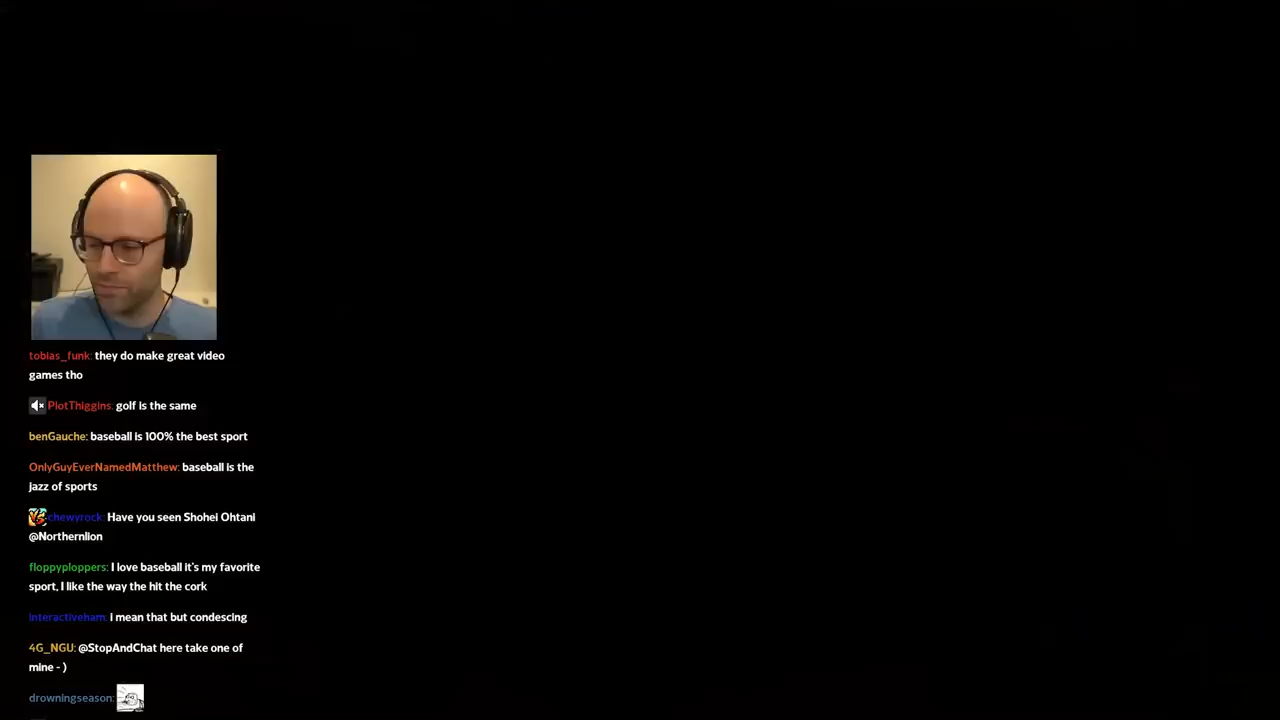 tobias_funk: they do make great video
games tho
PlotThiggins: golf is the same
benGauche: baseball is 100% the best sport
OnlyGuyEverNamedMatthew: baseball is the
jazz of sports
chewyrock: Have you seen Shohei Ohtani
@Northernlion
floppyploppers: I love baseball it's my favorite
sport, I like the way the hit the cork
interactiveham: i mean that but condescing
4G_NGU: @StopAndChat here take one of
mine - )
drowningseason: